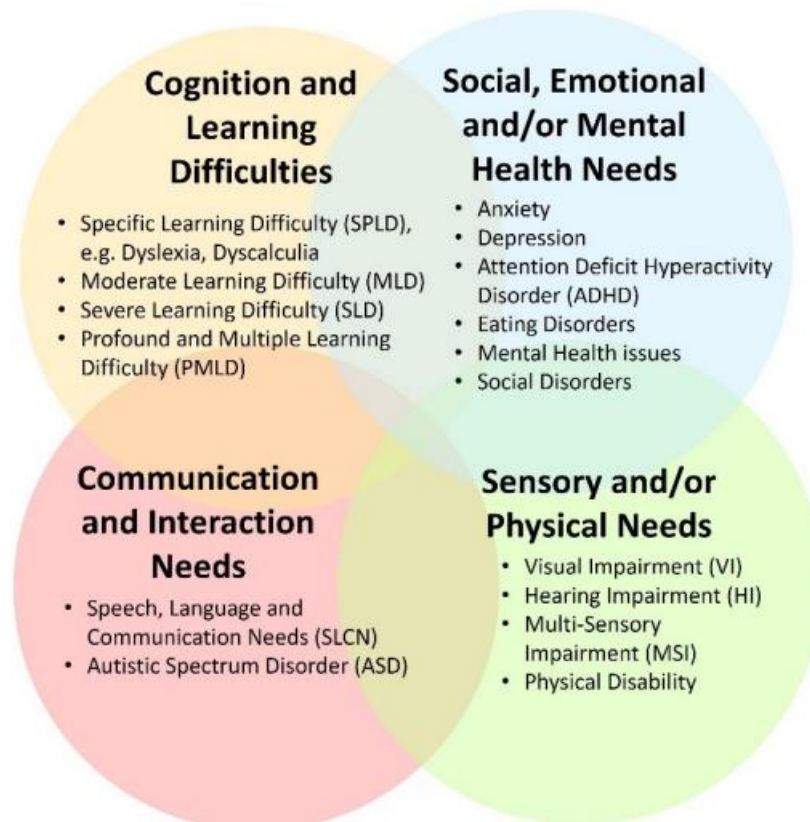 Cognition and
Learning
Difficulties
• Specific Learning Difficulty (SPLD),
e.g. Dyslexia, Dyscalculia
• Moderate Learning Difficulty (MLD)
• Severe Learning Difficulty (SLD)
• Profound and Multiple Learning
Difficulty (PMLD)
Social, Emotional
and/or Mental
Health Needs
• Anxiety
• Depression
• Attention Deficit Hyperactivity
Disorder (ADHD)
• Eating Disorders
• Mental Health issues
• Social Disorders
Communication
and Interaction
Needs
• Speech, Language and
Communication Needs (SLCN)
• Autistic Spectrum Disorder (ASD)
Sensory and/or
Physical Needs
• Visual Impairment (VI)
• Hearing Impairment (HI)
• Multi-Sensory
Impairment (MSI)
• Physical Disability